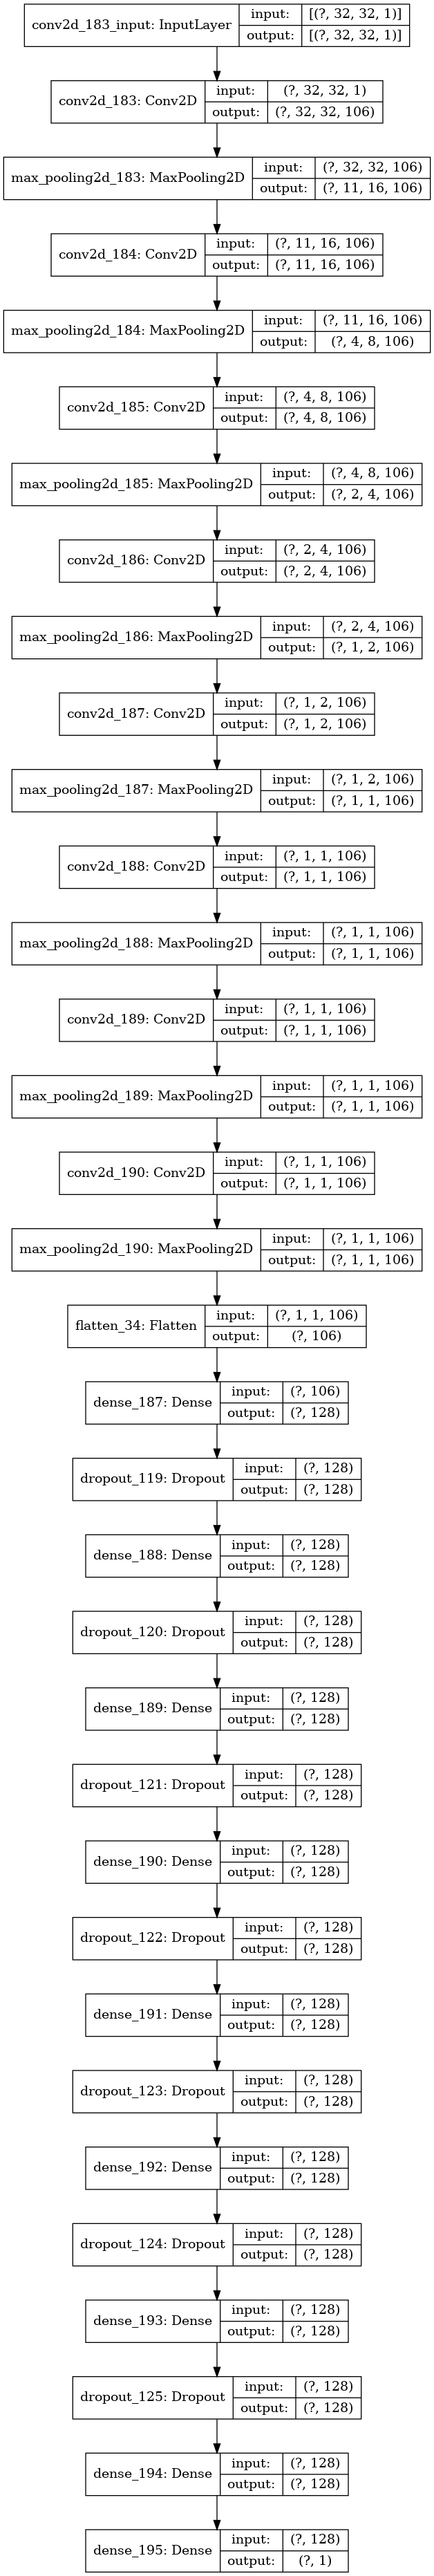 conv2d_183_input: InputLayer input: [(?, 32, 32, 1)]
output: [(?, 32, 32, 1)]
conv2d_183: Conv2D input: (?, 32, 32, 1)
output: (?, 32, 32, 106)
max_pooling2d_183: MaxPooling2D input: (?, 32, 32, 106)
output: (?, 11, 16, 106)
conv2d_184: Conv2D input: (?, 11, 16, 106)
output: (?, 11, 16, 106)
max_pooling2d_184: MaxPooling2D input: (?, 11, 16, 106)
output: (?, 4, 8, 106)
conv2d_185: Conv2D input: (?, 4, 8, 106)
output: (?, 4, 8, 106)
max_pooling2d_185: MaxPooling2D input: (?, 4, 8, 106)
output: (?, 2, 4, 106)
conv2d_186: Conv2D input: (?, 2, 4, 106)
output: (?, 2, 4, 106)
max_pooling2d_186: MaxPooling2D input: (?, 2, 4, 106)
output: (?, 1, 2, 106)
conv2d_187: Conv2D input: (?, 1, 2, 106)
output: (?, 1, 2, 106)
max_pooling2d_187: MaxPooling2D input: (?, 1, 2, 106)
output: (?, 1, 1, 106)
conv2d_188: Conv2D input: (?, 1, 1, 106)
output: (?, 1, 1, 106)
max_pooling2d_188: MaxPooling2D input: (?, 1, 1, 106)
output: (?, 1, 1, 106)
conv2d_189: Conv2D input: (?, 1, 1, 106)
output: (?, 1, 1, 106)
max_pooling2d_189: MaxPooling2D input: (?, 1, 1, 106)
output: (?, 1, 1, 106)
conv2d_190: Conv2D input: (?, 1, 1, 106)
output: (?, 1, 1, 106)
max_pooling2d_190: MaxPooling2D input: (?, 1, 1, 106)
output: (?, 1, 1, 106)
flatten_34: Flatten input: (?, 1, 1, 106)
output: (?, 106)
dense_187: Dense input: (?, 106)
output: (?, 128)
dropout_119: Dropout input: (?, 128)
output: (?, 128)
dense_188: Dense input: (?, 128)
output: (?, 128)
dropout_120: Dropout input: (?, 128)
output: (?, 128)
dense_189: Dense input: (?, 128)
output: (?, 128)
dropout_121: Dropout input: (?, 128)
output: (?, 128)
dense_190: Dense input: (?, 128)
output: (?, 128)
dropout_122: Dropout input: (?, 128)
output: (?, 128)
dense_191: Dense input: (?, 128)
output: (?, 128)
dropout_123: Dropout input: (?, 128)
output: (?, 128)
dense_192: Dense input: (?, 128)
output: (?, 128)
dropout_124: Dropout input: (?, 128)
output: (?, 128)
dense_193: Dense input: (?, 128)
output: (?, 128)
dropout_125: Dropout input: (?, 128)
output: (?, 128)
dense_194: Dense input: (?, 128)
output: (?, 128)
dense_195: Dense input: (?, 128)
output: (?, 1)